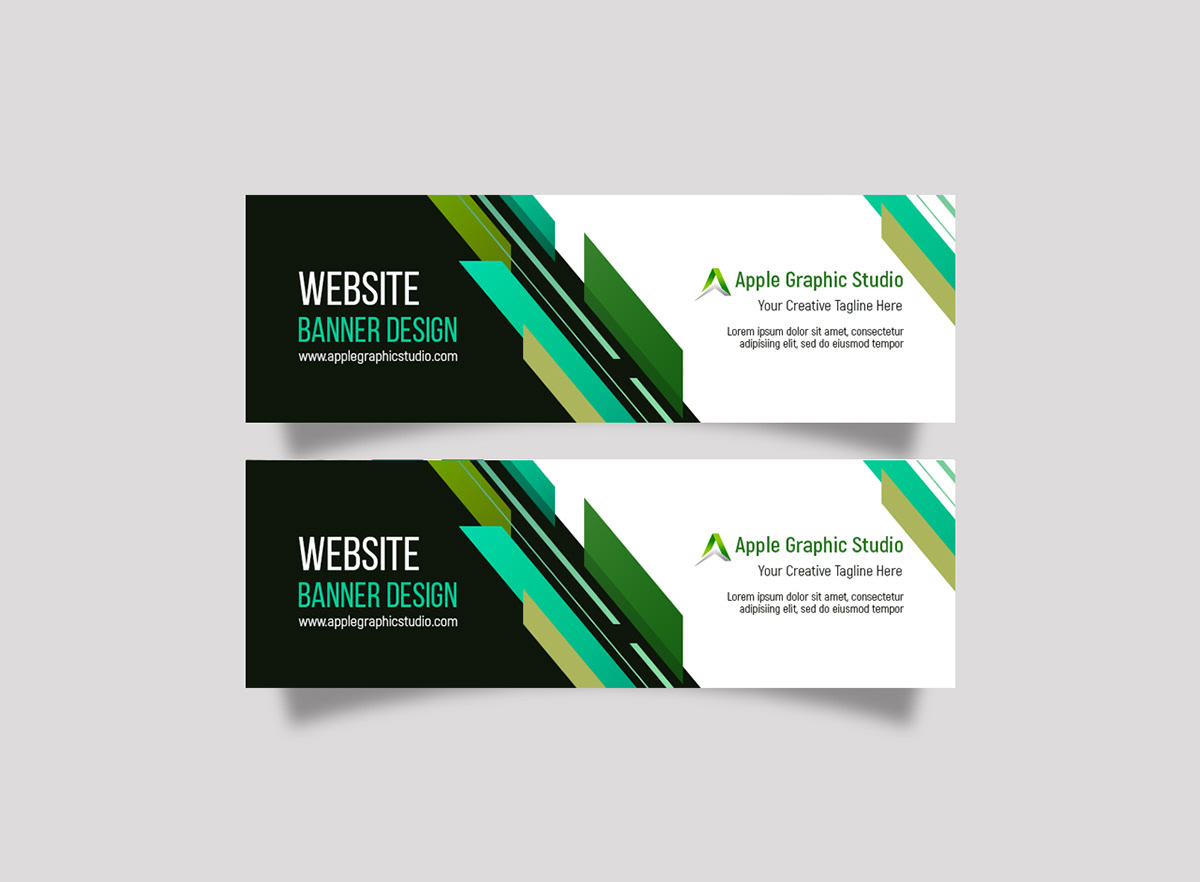 WEBSITE
BANNER DESIGN
www.applegraphicstudio.com
Apple Graphic Studio
Your Creative Tagline Here
Lorem ipsum dolor sit amet, consectetur
adipisiing elit, sed do eiusmod tempor
WEBSITE
BANNER DESIGN
www.applegraphicstudio.com
Apple Graphic Studio
Your Creative Tagline Here
Lorem ipsum dolor sit amet, consectetur
adipisiing elit, sed do eiusmod tempor